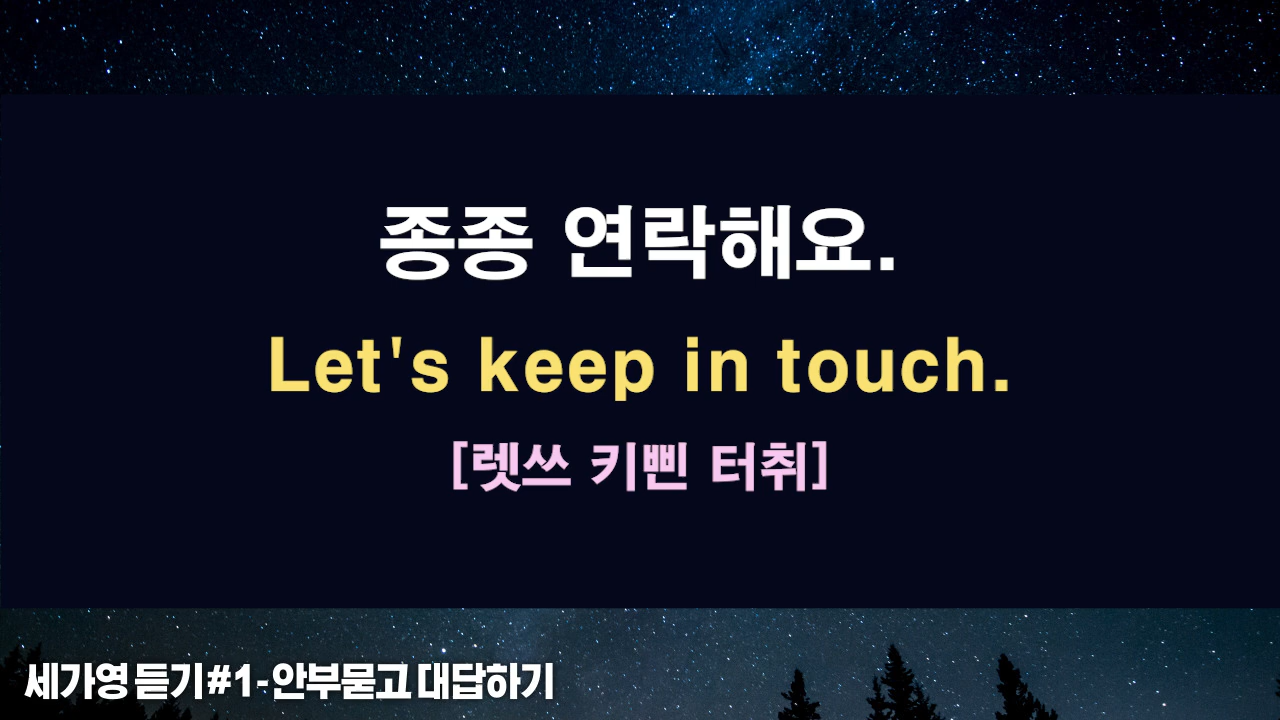 종종 연락해요.
Let's keep in touch.
[렛쓰 키삔 터취]
세가영 듣기 #1 - 안부묻고 대답하기